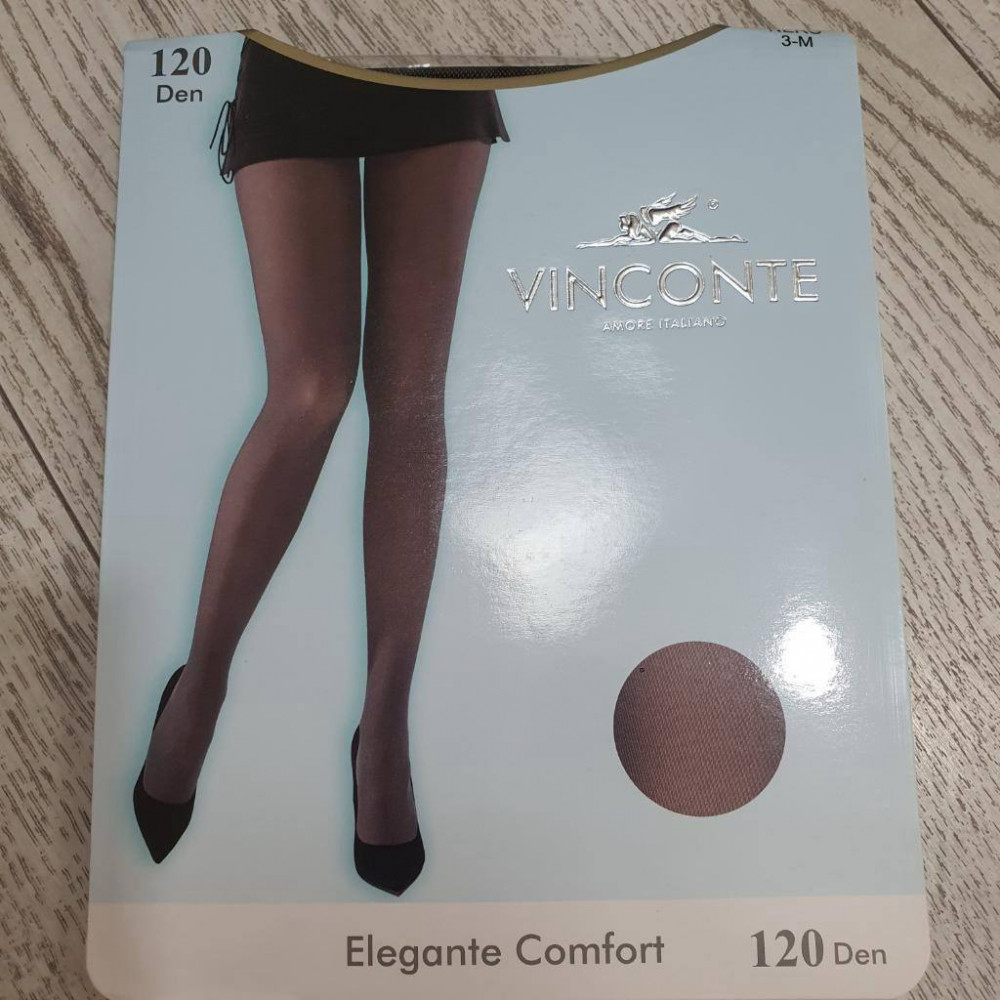 120
Den
3-M
VINCONTE
AMORE ITALIANO
Elegante Comfort
120 Den